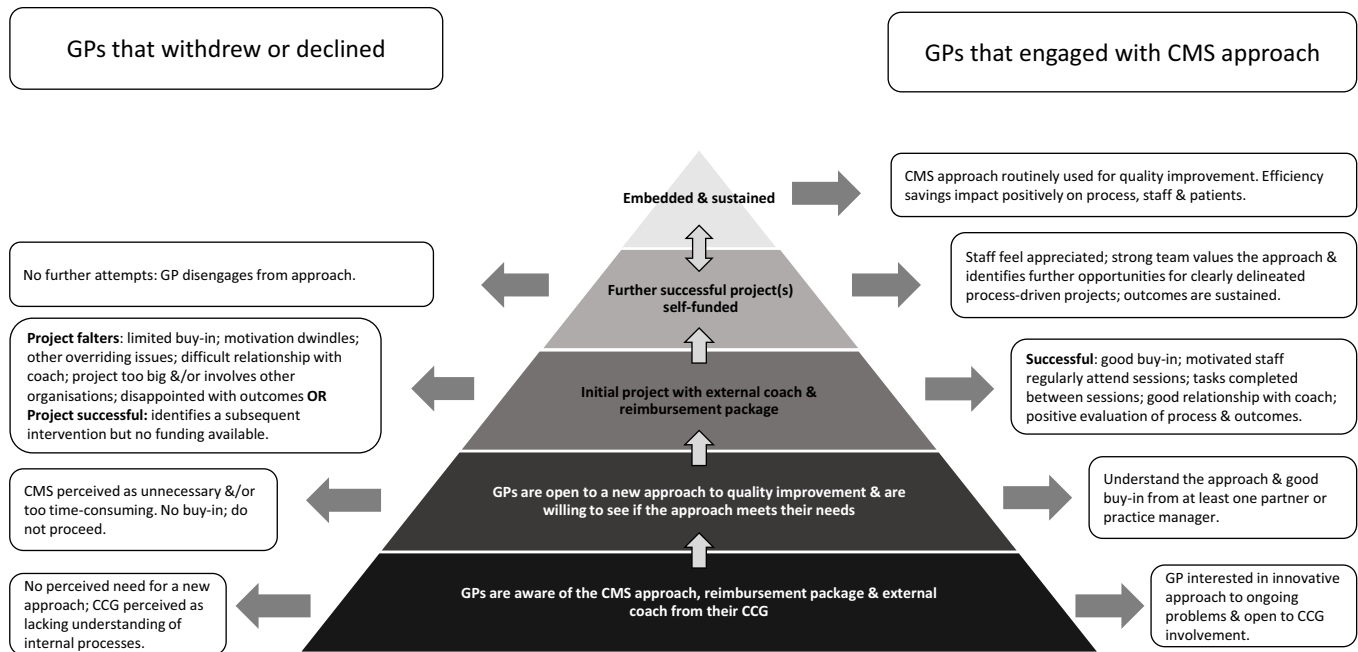 GPs that withdrew or declined
GPs that engaged with CMS approach
Embedded & sustained
CMS approach routinely used for quality improvement. Efficiency
savings impact positively on process, staff & patients.
No further attempts: GP disengages from approach.
Further successful project(s)
self-funded
Staff feel appreciated; strong team values the approach &
identifies further opportunities for clearly delineated
process-driven projects; outcomes are sustained.
Project falters: limited buy-in; motivation dwindles;
other overriding issues; difficult relationship with
coach; project too big &/or involves other
organisations; disappointed with outcomes OR
Project successful: identifies a subsequent
intervention but no funding available.
Initial project with external coach &
reimbursement package
Successful: good buy-in; motivated staff
regularly attend sessions; tasks completed
between sessions; good relationship with coach;
positive evaluation of process & outcomes.
CMS perceived as unnecessary &/or
too time-consuming. No buy-in; do
not proceed.
GPs are open to a new approach to quality improvement & are
willing to see if the approach meets their needs
Understand the approach & good
buy-in from at least one partner or
practice manager.
No perceived need for a new
approach; CCG perceived as
lacking understanding of
internal processes.
GPs are aware of the CMS approach, reimbursement package & external
coach from their CCG
GP interested in innovative
approach to ongoing
problems & open to CCG
involvement.